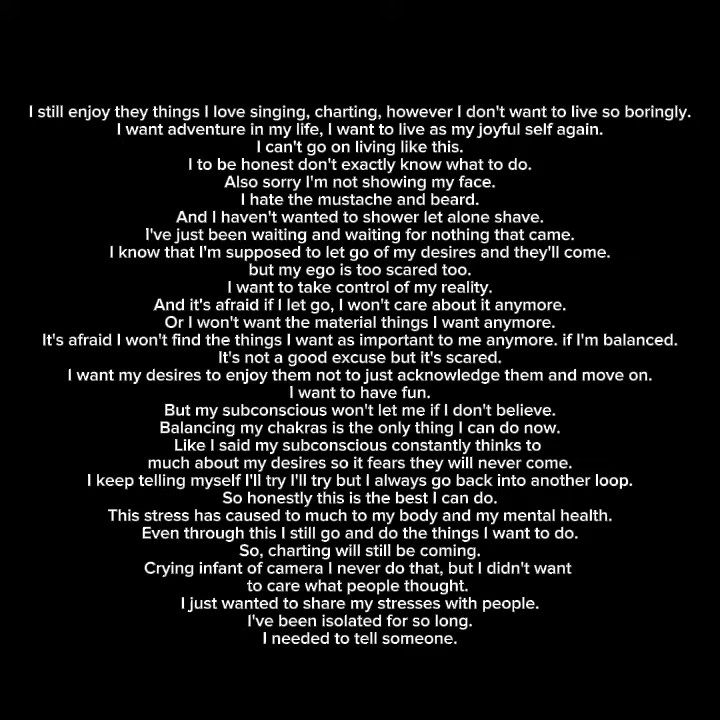 I still enjoy they things I love singing, charting, however I don't want to live so boringly.
I want adventure in my life, I want to live as my joyful self again.
I can't go on living like this.
I to be honest don't exactly know what to do.
Also sorry I'm not showing my face.
I hate the mustache and beard.
And I haven't wanted to shower let alone shave.
I've just been waiting and waiting for nothing that came.
I know that I'm supposed to let go of my desires and they'll come.
but my ego is too scared too.
I want to take control of my reality.
And it's afraid if I let go, I won't care about it anymore.
Or I won't want the material things I want anymore.
It's afraid I won't find the things I want as important to me anymore. if I'm balanced.
It's not a good excuse but it's scared.
I want my desires to enjoy them not to just acknowledge them and move on.
I want to have fun.
But my subconscious won't let me if I don't believe.
Balancing my chakras is the only thing I can do now.
Like I said my subconscious constantly thinks to
much about my desires so it fears they will never come.
I keep telling myself I'll try I'll try but I always go back into another loop.
So honestly this is the best I can do.
This stress has caused to much to my body and my mental health.
Even through this I still go and do the things I want to do.
So, charting will still be coming.
Crying infant of camera I never do that, but I didn't want
to care what people thought.
I just wanted to share my stresses with people.
I've been isolated for so long.
I needed to tell someone.